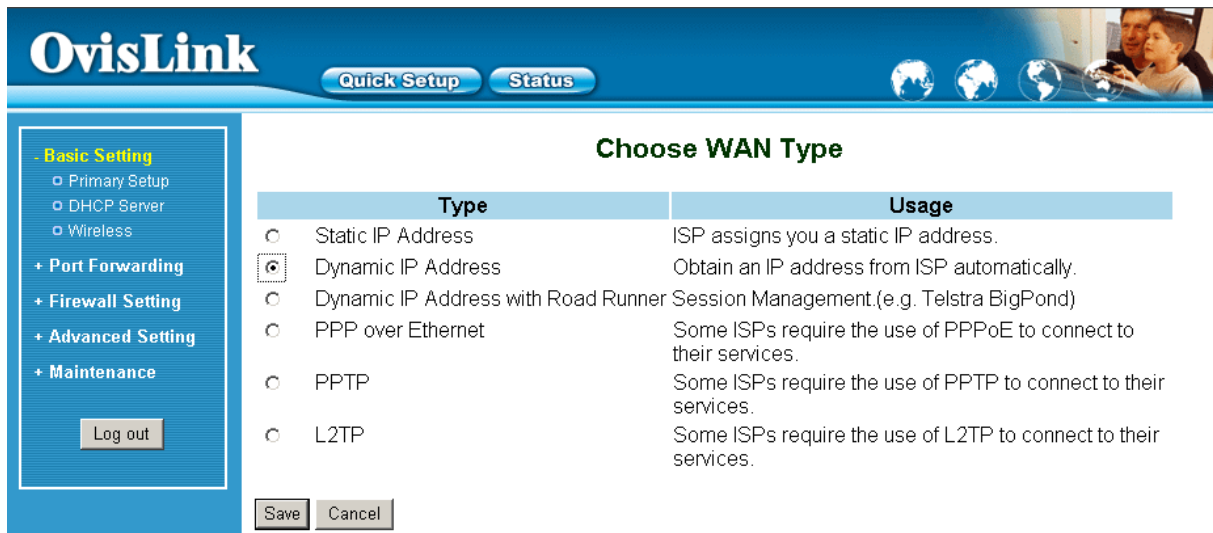 OvisLink
Quick Setup
Status
- Basic Setting
Primary Setup
DHCP Server
Wireless
+ Port Forwarding
+ Firewall Setting
+ Advanced Setting
+ Maintenance
Log out
Choose WAN Type
Type Usage
Static IP Address ISP assigns you a static IP address.
Dynamic IP Address Obtain an IP address from ISP automatically.
Dynamic IP Address with Road Runner Session Management.(e.g. Telstra BigPond)
PPP over Ethernet Some ISPs require the use of PPPoE to connect to
their services.
PPTP Some ISPs require the use of PPTP to connect to their
services.
L2TP Some ISPs require the use of L2TP to connect to their
services.
Save Cancel